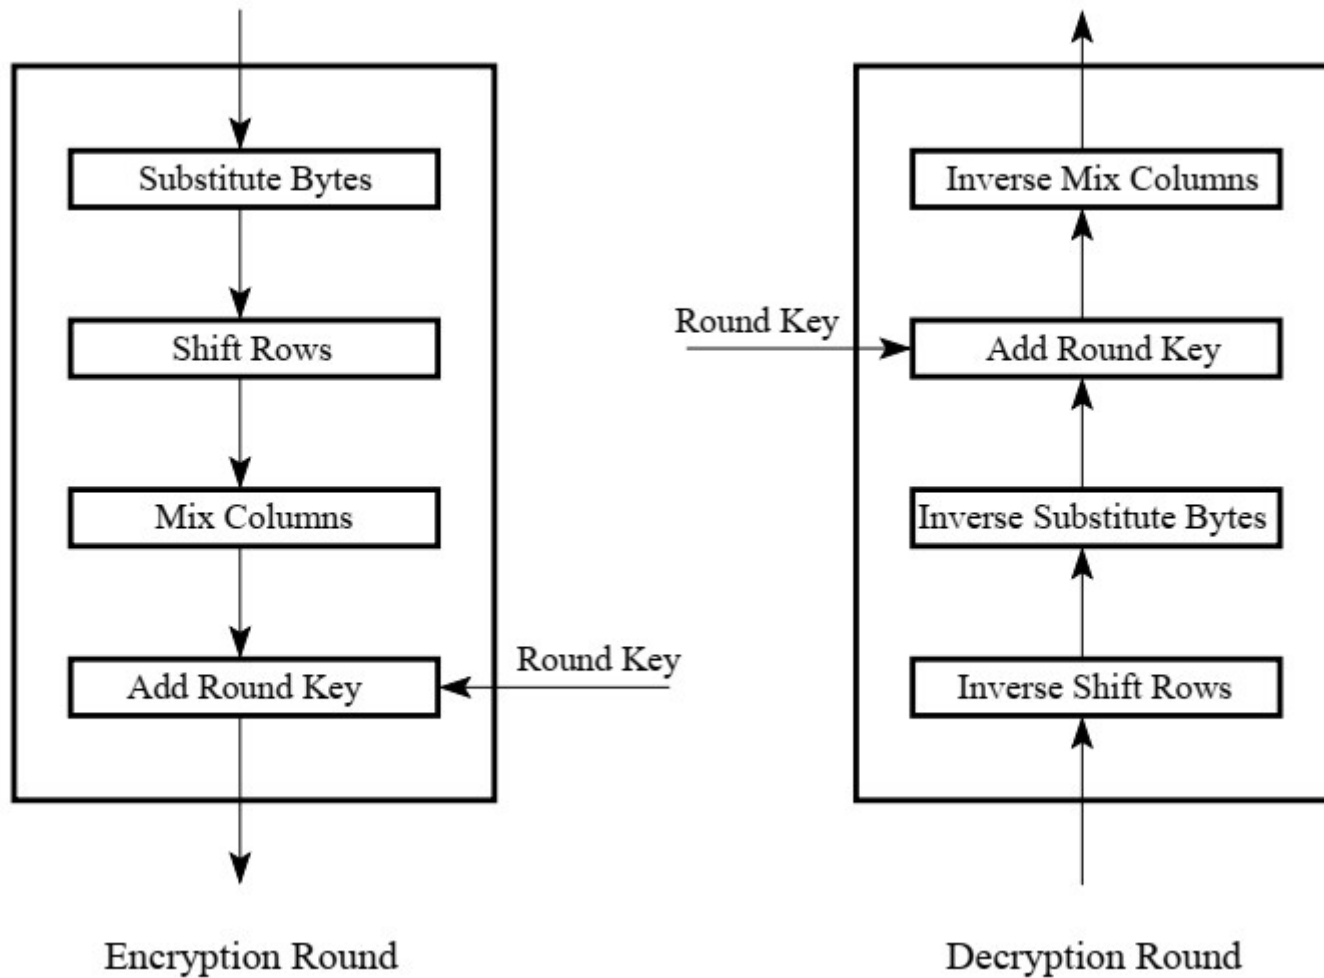 Substitute Bytes
Shift Rows
Mix Columns
Add Round Key
Round Key
Encryption Round
Inverse Mix Columns
Round Key
Add Round Key
Inverse Substitute Bytes
Inverse Shift Rows
Decryption Round